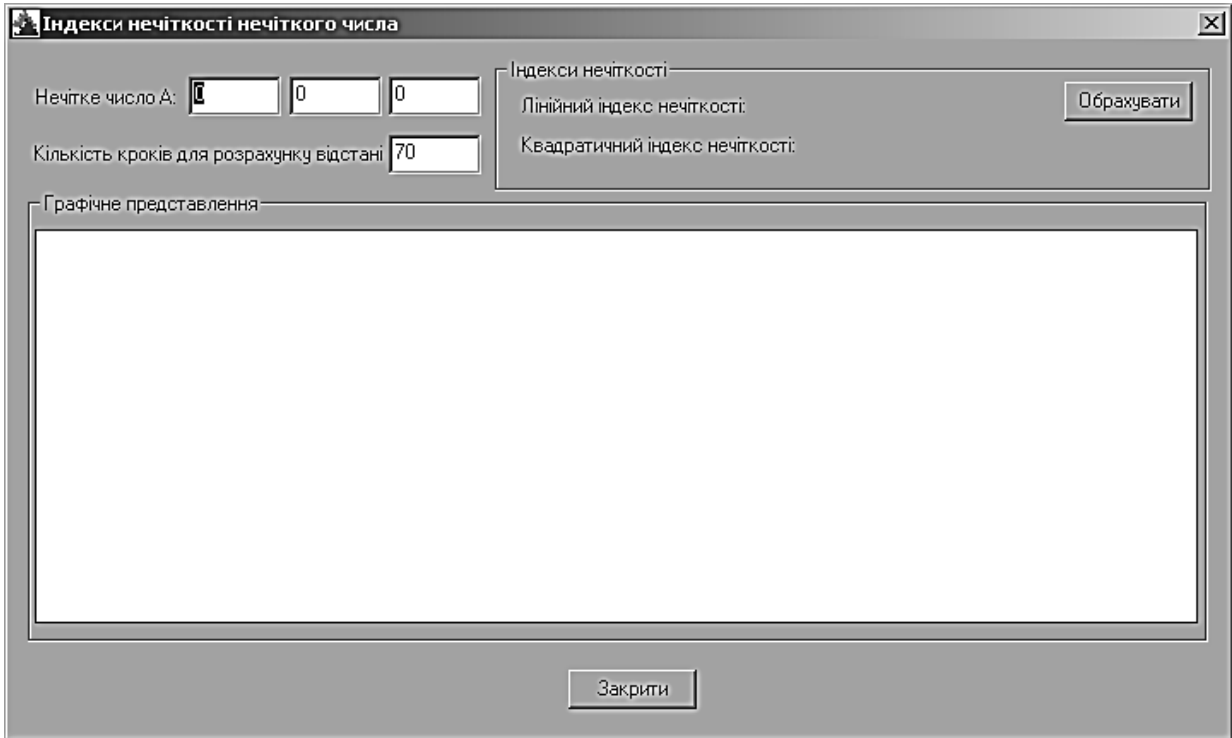 Індекси нечіткості нечіткого числа
Нечітке число А: 0 0 0
Кількість кроків для розрахунку відстані 70
Індекси нечіткості
Лінійний індекс нечіткості:
Квадратичний індекс нечіткості:
Обрахувати
Графічне представлення
Закрити